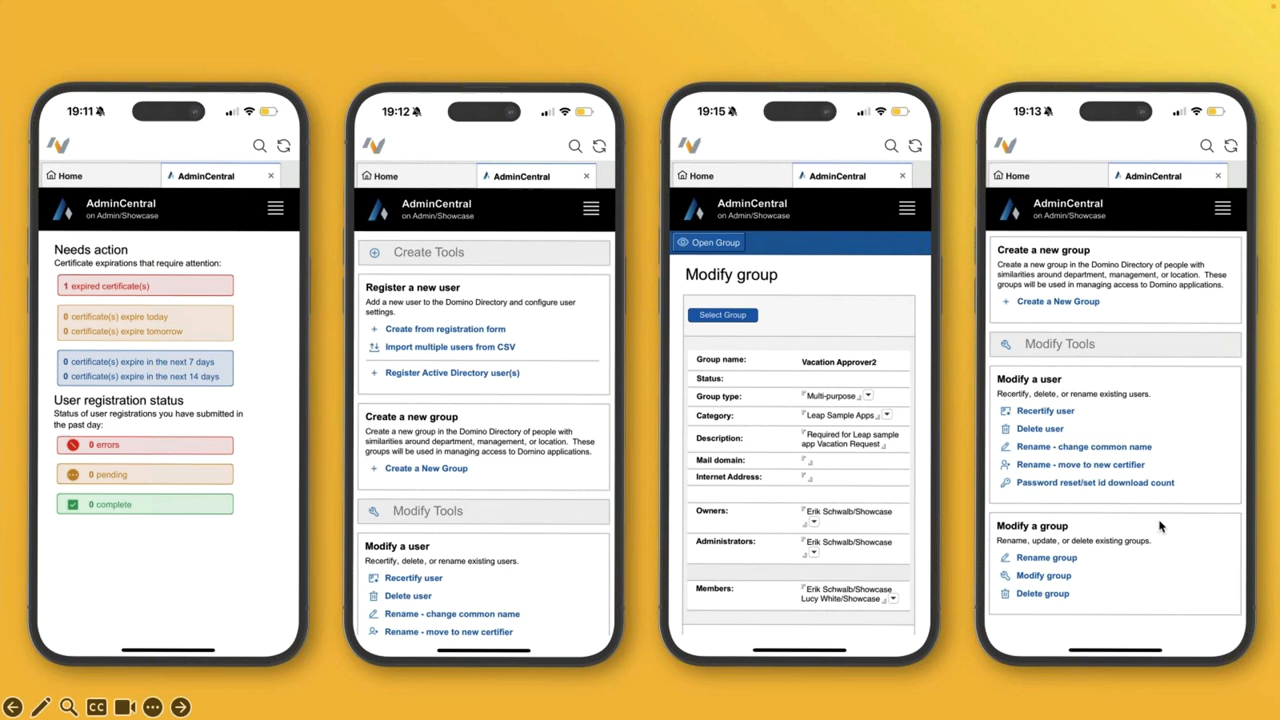 19:11
Home
AdminCentral
AdminCentral
on Admin/Showcase
Needs action
Certificate expirations that require attention:
1 expired certificate(s)
0 certificate(s) expire today
0 certificate(s) expire tomorrow
0 certificate(s) expire in the next 7 days
0 certificate(s) expire in the next 14 days
User registration status
Status of user registrations you have submitted in
the past day:
0 errors
0 pending
0 complete
19:12
Home
AdminCentral
AdminCentral
on Admin/Showcase
Create Tools
Register a new user
Add a new user to the Domino Directory and configure user
settings.
Create from registration form
Import multiple users from CSV
Register Active Directory user(s)
Create a new group
Create a new group in the Domino Directory of people with
similarities around department, management, or location. These
groups will be used in managing access to Domino applications.
Create a New Group
Modify Tools
Modify a user
Recertify, delete, or rename existing users.
Recertify user
Delete user
Rename - change common name
Rename - move to new certifier
19:15
Home
AdminCentral
AdminCentral
on Admin/Showcase
Open Group
Modify group
Select Group
Group name: Vacation Approver2
Status:
Group type: Multi-purpose
Category: Leap Sample Apps
Description: Required for Leap sample
app Vacation Request
Mail domain:
Internet Address:
Owners: Erik Schwalb/Showcase
Administrators: Erik Schwalb/Showcase
Members: Erik Schwalb/Showcase
Lucy White/Showcase
19:13
Home
AdminCentral
AdminCentral
on Admin/Showcase
Create a new group
Create a new group in the Domino Directory of people with
similarities around department, management, or location. These
groups will be used in managing access to Domino applications.
Create a New Group
Modify Tools
Modify a user
Recertify, delete, or rename existing users.
Recertify user
Delete user
Rename - change common name
Rename - move to new certifier
Password reset/set id download count
Modify a group
Rename, update, or delete existing groups.
Rename group
Modify group
Delete group
CC